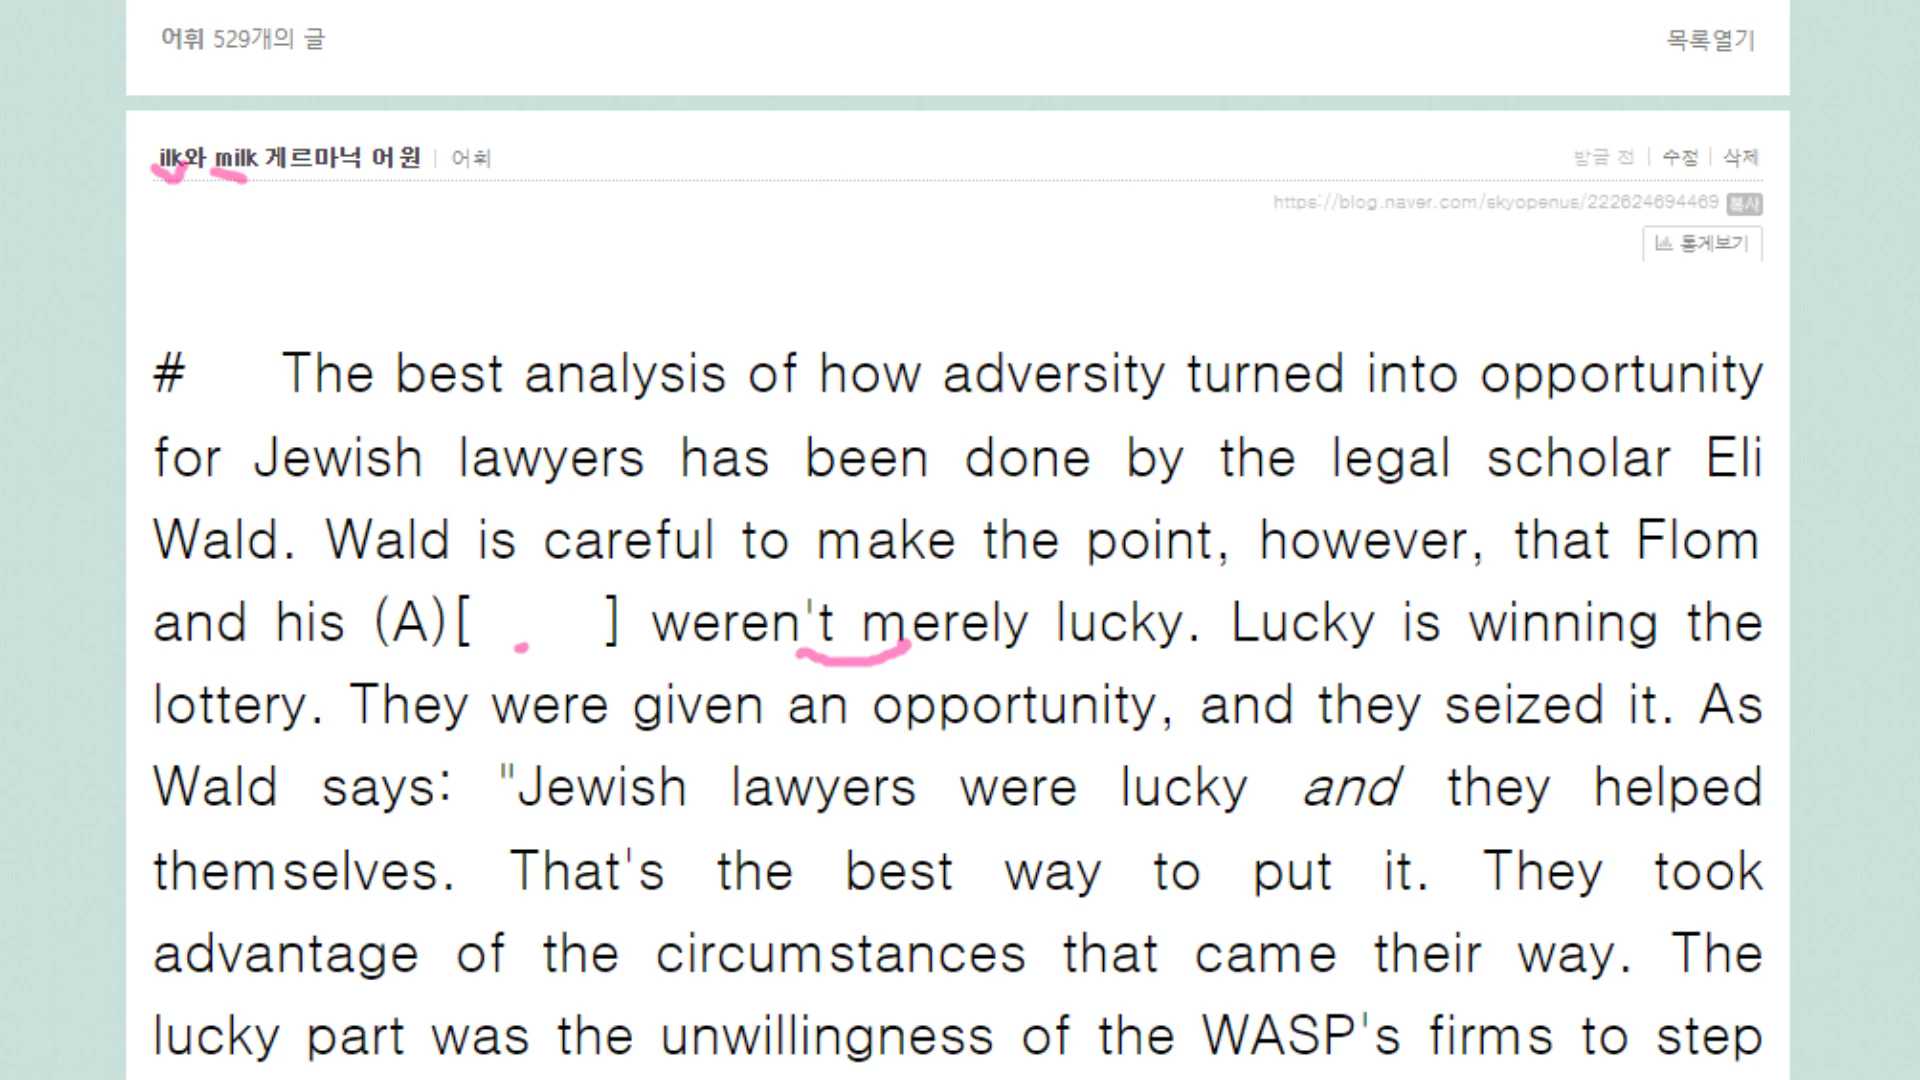 어휘 529개의 글
목록열기
ilk와 milk 게르마닉 어원 | 어휘
방금 전 | 수정 | 삭제
https://blog.naver.com/skyopenus/222624694469 복사
통계보기
# The best analysis of how adversity turned into opportunity
for Jewish lawyers has been done by the legal scholar Eli
Wald. Wald is careful to make the point, however, that Flom
and his (A)[ ] weren't merely lucky. Lucky is winning the
lottery. They were given an opportunity, and they seized it. As
Wald says: "Jewish lawyers were lucky and they helped
themselves. That's the best way to put it. They took
advantage of the circumstances that came their way. The
lucky part was the unwillingness of the WASP's firms to step